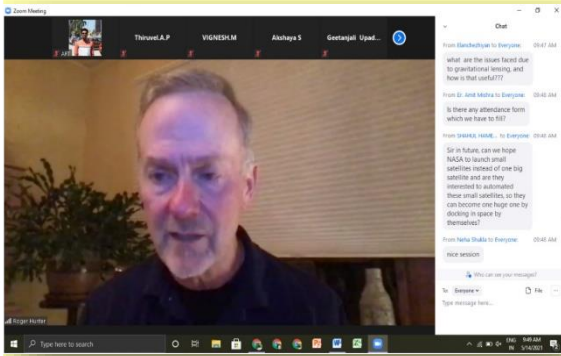 Zoom Meeting
Thiruvel.A.P
VIGNESH.M
Akshaya S
Geetanjali Upad...
Chat
to Everyone: 09:47 AM
what are the issues faced due
to gravitational lensing, and
how is that useful???
From Dr. Amit Mishra to Everyone: 09:48 AM
Is there any attendance form
which we have to fill?
to Everyone: 09:48 AM
Sir in future, can we hope
NASA to launch small
satellites instead of one big
satellite and are they
interested to automated
these small satellites, so they
can become one huge one by
docking in space by
themselves?
From Neha Shukla to Everyone: 09:48 AM
nice session
Who can see your messages?
To: Everyone File ...
Type message here...
Roger Hunter
Type here to search
ENG 9:49 AM
IN 5/14/2021